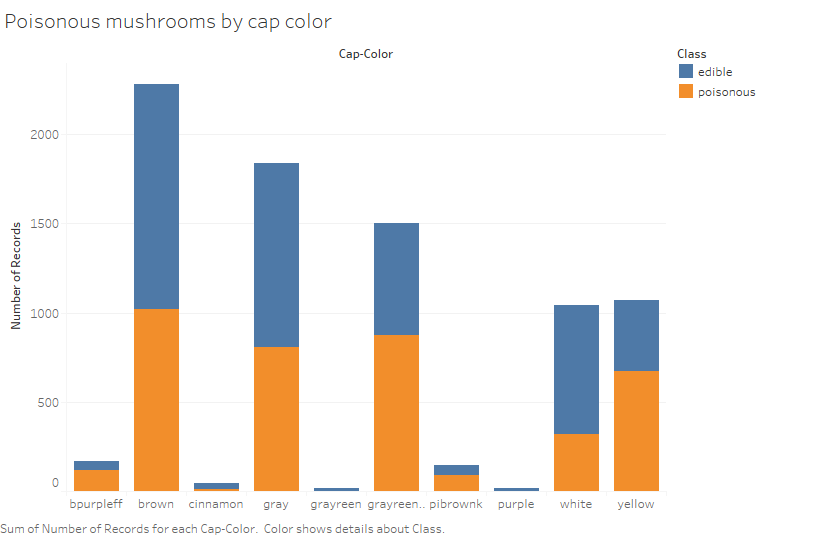 Poisonous mushrooms by cap color
Cap-Color
Class
edible
poisonous
Number of Records
2000
1500
1000
500
0
bpurpleff brown cinnamon gray grayreen grayreen.. pibrownk purple white yellow
Sum of Number of Records for each Cap-Color. Color shows details about Class.